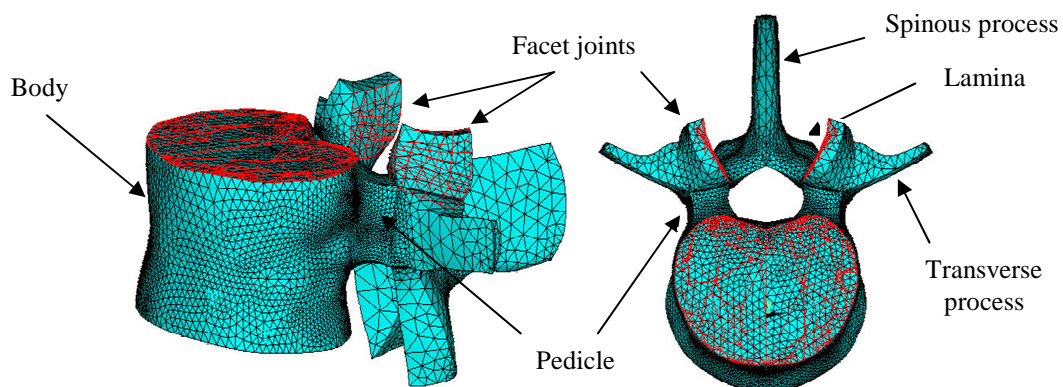 Spinous process
Facet joints
Lamina
Body
Transverse
process
Pedicle